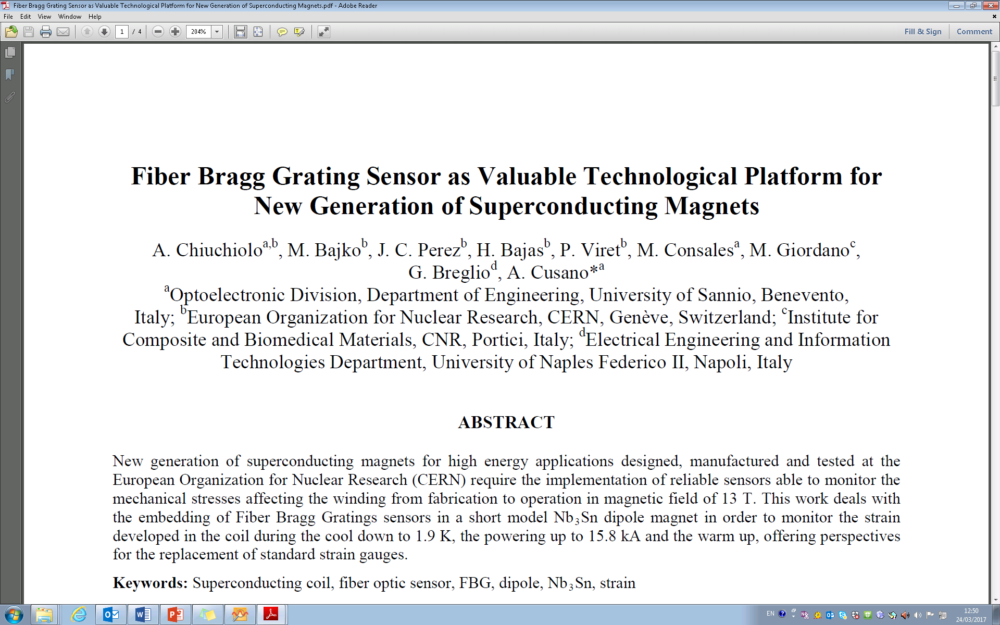 Fiber Bragg Grating Sensor as Valuable Technological Platform for New Generation of Superconducting Magnets.pdf - Adobe Reader
File Edit View Window Help
1 / 4 204% Fill & Sign Comment
Fiber Bragg Grating Sensor as Valuable Technological Platform for
New Generation of Superconducting Magnets
A. Chiuchiolo^a,b, M. Bajko^b, J. C. Perez^b, H. Bajas^b, P. Viret^b, M. Consales^a, M. Giordano^c,
G. Breglio^d, A. Cusano*^a
^aOptoelectronic Division, Department of Engineering, University of Sannio, Benevento,
Italy; ^bEuropean Organization for Nuclear Research, CERN, Genève, Switzerland; ^cInstitute for
Composite and Biomedical Materials, CNR, Portici, Italy; ^dElectrical Engineering and Information
Technologies Department, University of Naples Federico II, Napoli, Italy
ABSTRACT
New generation of superconducting magnets for high energy applications designed, manufactured and tested at the
European Organization for Nuclear Research (CERN) require the implementation of reliable sensors able to monitor the
mechanical stresses affecting the winding from fabrication to operation in magnetic field of 13 T. This work deals with
the embedding of Fiber Bragg Gratings sensors in a short model Nb₃Sn dipole magnet in order to monitor the strain
developed in the coil during the cool down to 1.9 K, the powering up to 15.8 kA and the warm up, offering perspectives
for the replacement of standard strain gauges.
Keywords: Superconducting coil, fiber optic sensor, FBG, dipole, Nb₃Sn, strain
EN 12:50
24/03/2017